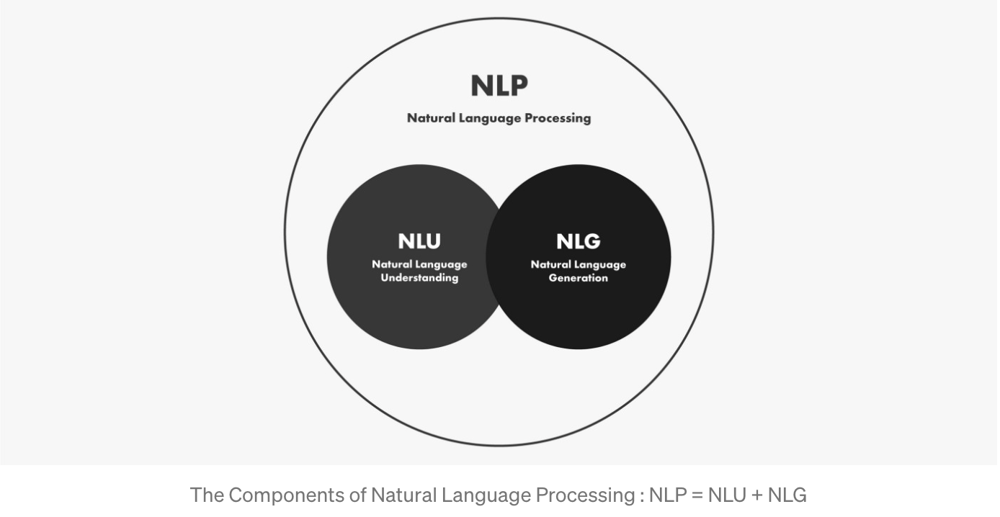 NLP
Natural Language Processing
NLU
Natural Language
Understanding
NLG
Natural Language
Generation
The Components of Natural Language Processing : NLP = NLU + NLG